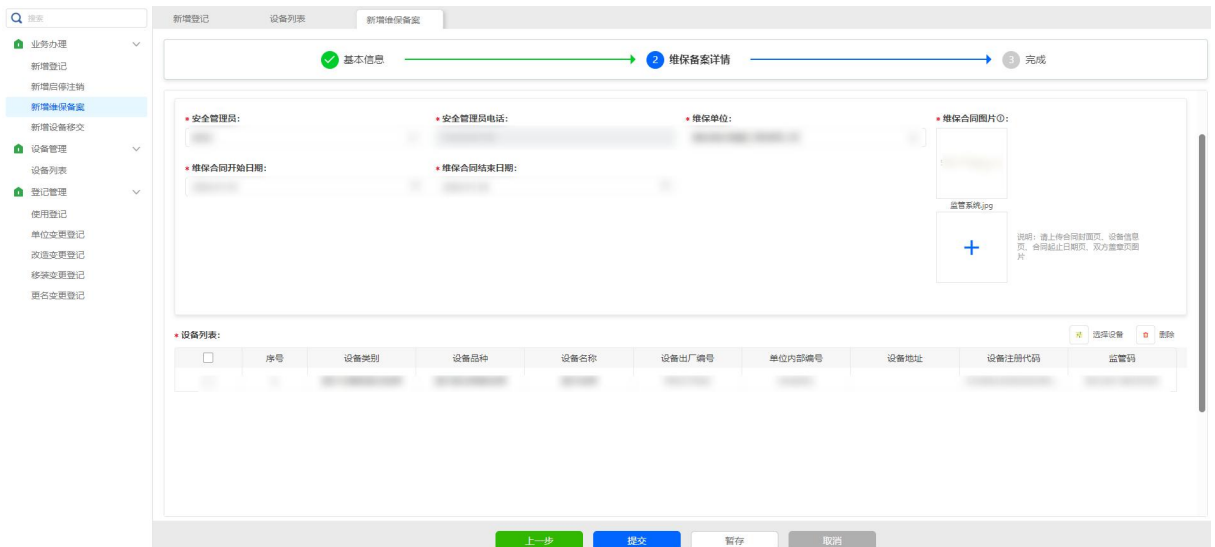 搜索
新增登记 设备列表 新增维保备案
业务办理
新增登记
新增启停注销
新增维保备案
新增设备移交
设备管理
设备列表
登记管理
使用登记
单位变更登记
改造变更登记
移装变更登记
更名变更登记
基本信息 2 维保备案详情 3 完成
* 安全管理员: * 安全管理员电话: * 维保单位: * 维保合同图片①:
* 维保合同开始日期: * 维保合同结束日期:
监管系统.jpg
说明：请上传合同封面页、设备信息
页、合同起止日期页、双方盖章页图
片
* 设备列表: 选择设备 删除
序号 设备类别 设备品种 设备名称 设备出厂编号 单位内部编号 设备地址 设备注册代码 监管码
上一步 提交 暂存 取消